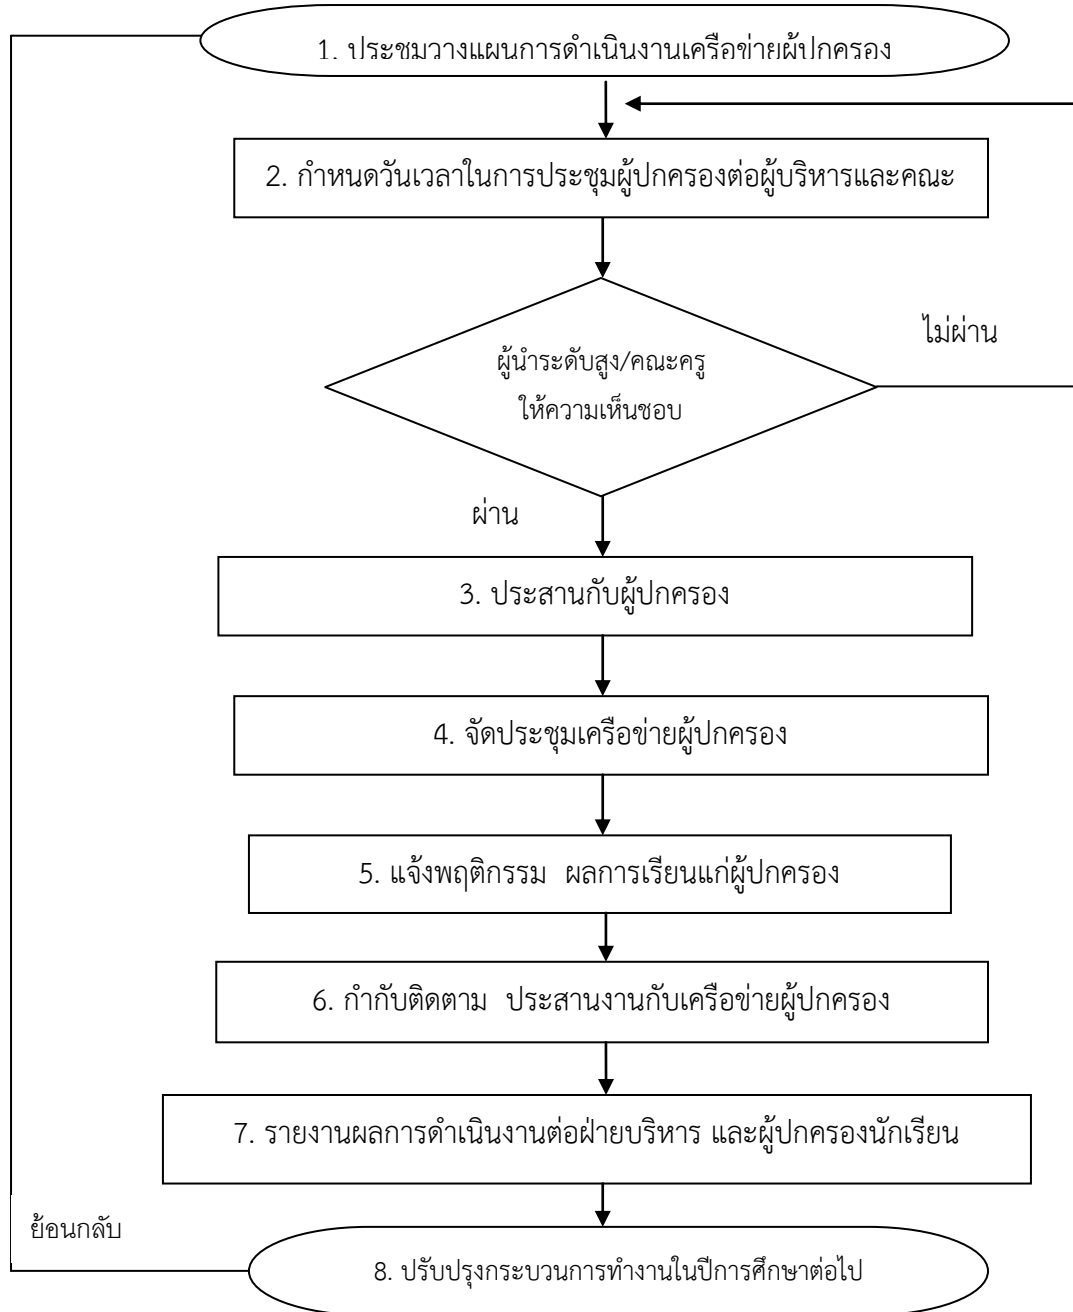 1. ประชุมวางแผนการดำเนินงานเครือข่ายผู้ปกครอง
2. กำหนดวันเวลาในการประชุมผู้ปกครองต่อผู้บริหารและคณะ
ไม่ผ่าน
ผู้นำระดับสูง/คณะครู
ให้ความเห็นชอบ
ผ่าน
3. ประสานกับผู้ปกครอง
4. จัดประชุมเครือข่ายผู้ปกครอง
5. แจ้งพฤติกรรม ผลการเรียนแก่ผู้ปกครอง
6. กำกับติดตาม ประสานงานกับเครือข่ายผู้ปกครอง
7. รายงานผลการดำเนินงานต่อฝ่ายบริหาร และผู้ปกครองนักเรียน
ย้อนกลับ
8. ปรับปรุงกระบวนการทำงานในปีการศึกษาต่อไป